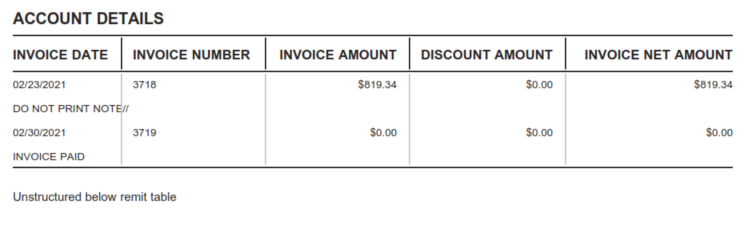 ACCOUNT DETAILS
INVOICE DATE INVOICE NUMBER INVOICE AMOUNT DISCOUNT AMOUNT INVOICE NET AMOUNT
02/23/2021 3718 $819.34 $0.00 $819.34
DO NOT PRINT NOTE//
02/30/2021 3719 $0.00 $0.00 $0.00
INVOICE PAID
Unstructured below remit table